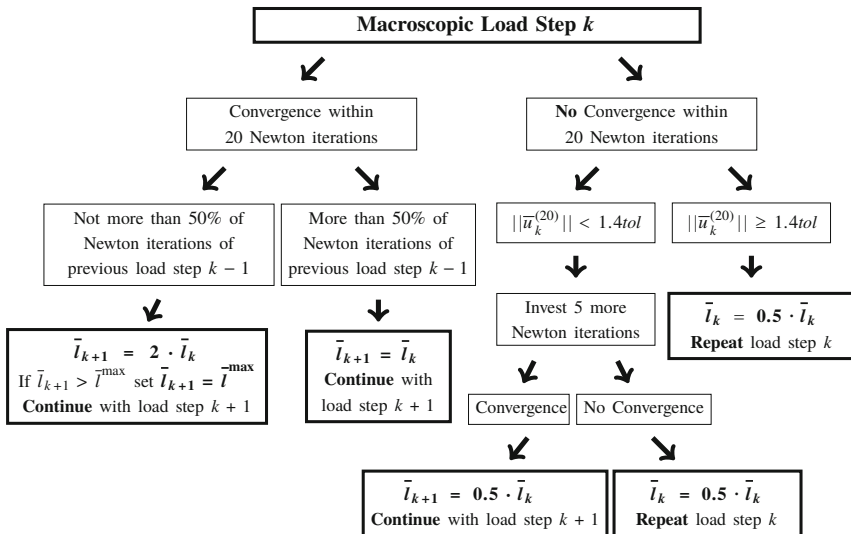 Macroscopic Load Step k
Convergence within
20 Newton iterations
No Convergence within
20 Newton iterations
Not more than 50% of
Newton iterations of
previous load step k − 1
More than 50% of
Newton iterations of
previous load step k − 1
||u̅_k^(20)|| < 1.4tol
||u̅_k^(20)|| ≥ 1.4tol
Invest 5 more
Newton iterations
l̅_k = 0.5 · l̅_k
Repeat load step k
l̅_{k+1} = 2 · l̅_k
If l̅_{k+1} > l̅^max set l̅_{k+1} = l̅^max
Continue with load step k + 1
l̅_{k+1} = l̅_k
Continue with
load step k + 1
Convergence
No Convergence
l̅_{k+1} = 0.5 · l̅_k
Continue with load step k + 1
l̅_k = 0.5 · l̅_k
Repeat load step k